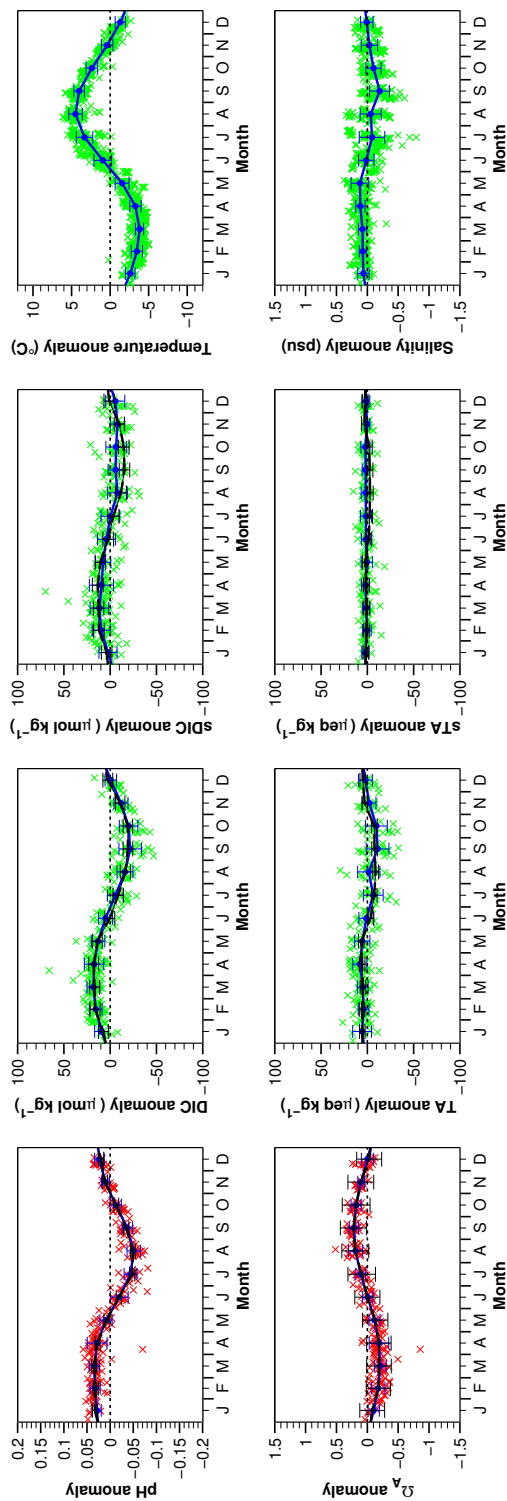 0.2
0.15
0.1
0.05
0
-0.05
-0.1
-0.15
-0.2
pH anomaly
J F M A M J J A S O N D
Month
100
50
0
-50
-100
DIC anomaly ( μmol kg⁻¹)
J F M A M J J A S O N D
Month
100
50
0
-50
-100
sDIC anomaly ( μmol kg⁻¹)
J F M A M J J A S O N D
Month
10
5
0
-5
-10
Temperature anomaly (°C)
J F M A M J J A S O N D
Month
1.5
1
0.5
0
-0.5
-1
-1.5
Ω_A anomaly
J F M A M J J A S O N D
Month
100
50
0
-50
-100
TA anomaly ( μeq kg⁻¹)
J F M A M J J A S O N D
Month
100
50
0
-50
-100
sTA anomaly ( μeq kg⁻¹)
J F M A M J J A S O N D
Month
1.5
1
0.5
0
-0.5
-1
-1.5
Salinity anomaly (psu)
J F M A M J J A S O N D
Month